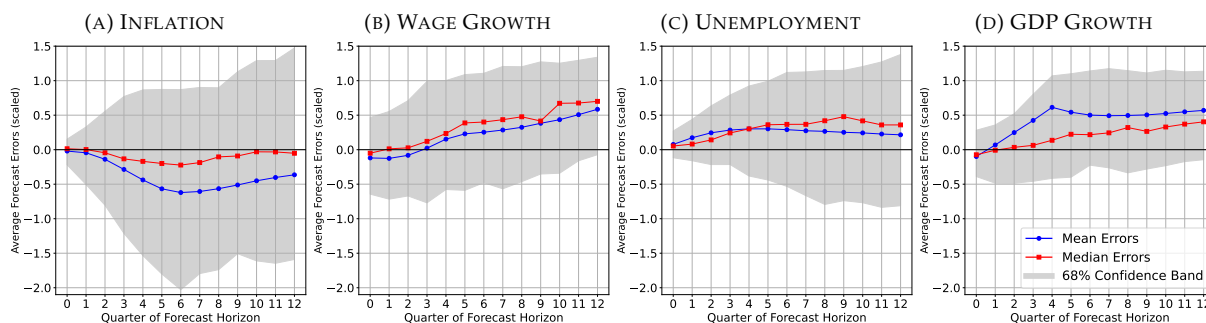 (A) INFLATION
(B) WAGE GROWTH
(C) UNEMPLOYMENT
(D) GDP GROWTH
Average Forecast Errors (scaled)
1.5
1.0
0.5
0.0
−0.5
−1.0
−1.5
−2.0
0 1 2 3 4 5 6 7 8 9 10 11 12
Quarter of Forecast Horizon
Average Forecast Errors (scaled)
1.5
1.0
0.5
0.0
−0.5
−1.0
−1.5
−2.0
0 1 2 3 4 5 6 7 8 9 10 11 12
Quarter of Forecast Horizon
Average Forecast Errors (scaled)
1.5
1.0
0.5
0.0
−0.5
−1.0
−1.5
−2.0
0 1 2 3 4 5 6 7 8 9 10 11 12
Quarter of Forecast Horizon
Average Forecast Errors (scaled)
1.5
1.0
0.5
0.0
−0.5
−1.0
−1.5
−2.0
Mean Errors
Median Errors
68% Confidence Band
0 1 2 3 4 5 6 7 8 9 10 11 12
Quarter of Forecast Horizon